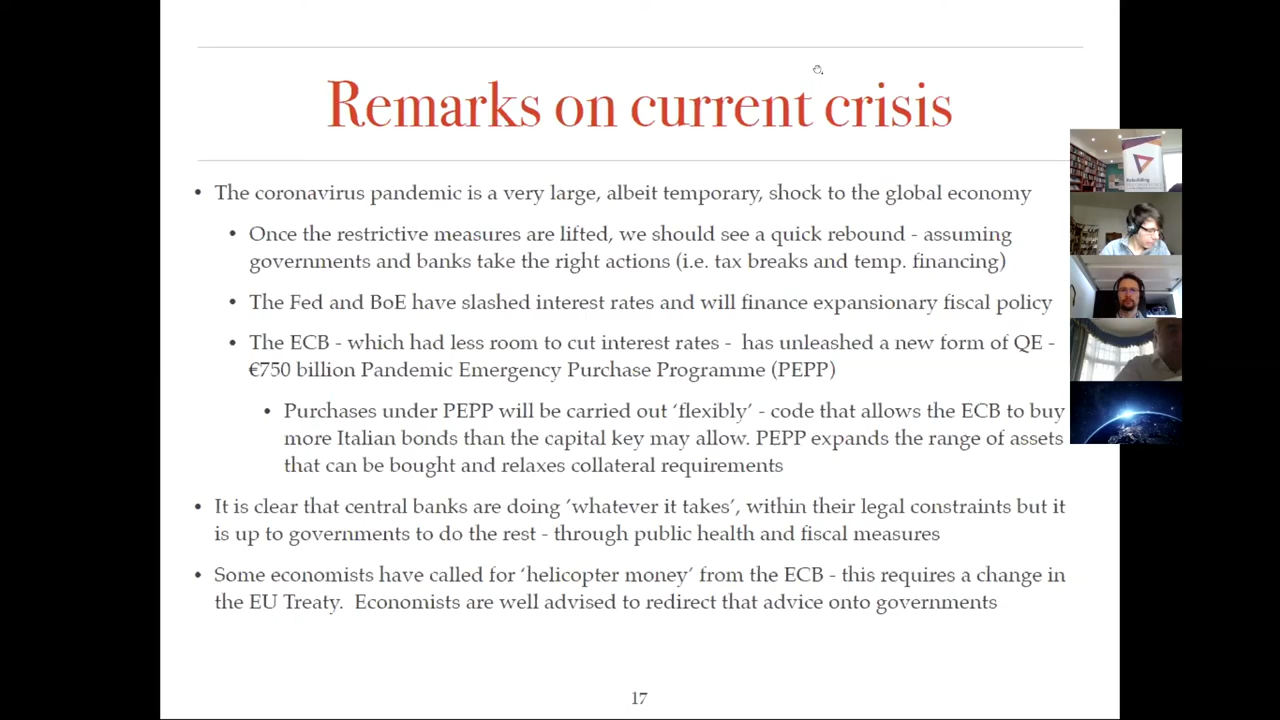 Remarks on current crisis
• The coronavirus pandemic is a very large, albeit temporary, shock to the global economy
• Once the restrictive measures are lifted, we should see a quick rebound - assuming
governments and banks take the right actions (i.e. tax breaks and temp. financing)
• The Fed and BoE have slashed interest rates and will finance expansionary fiscal policy
• The ECB - which had less room to cut interest rates - has unleashed a new form of QE -
€750 billion Pandemic Emergency Purchase Programme (PEPP)
• Purchases under PEPP will be carried out ‘flexibly’ - code that allows the ECB to buy
more Italian bonds than the capital key may allow. PEPP expands the range of assets
that can be bought and relaxes collateral requirements
• It is clear that central banks are doing ‘whatever it takes’, within their legal constraints but it
is up to governments to do the rest - through public health and fiscal measures
• Some economists have called for ‘helicopter money’ from the ECB - this requires a change in
the EU Treaty. Economists are well advised to redirect that advice onto governments
17
Rebuilding